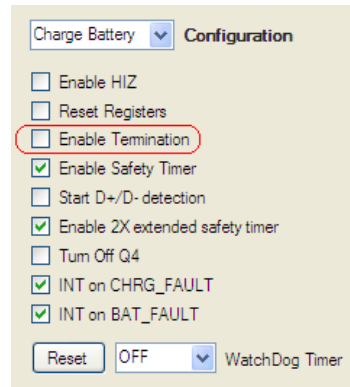 Charge Battery Configuration
Enable HIZ
Reset Registers
Enable Termination
Enable Safety Timer
Start D+/D- detection
Enable 2X extended safety timer
Turn Off Q4
INT on CHRG_FAULT
INT on BAT_FAULT
Reset OFF WatchDog Timer